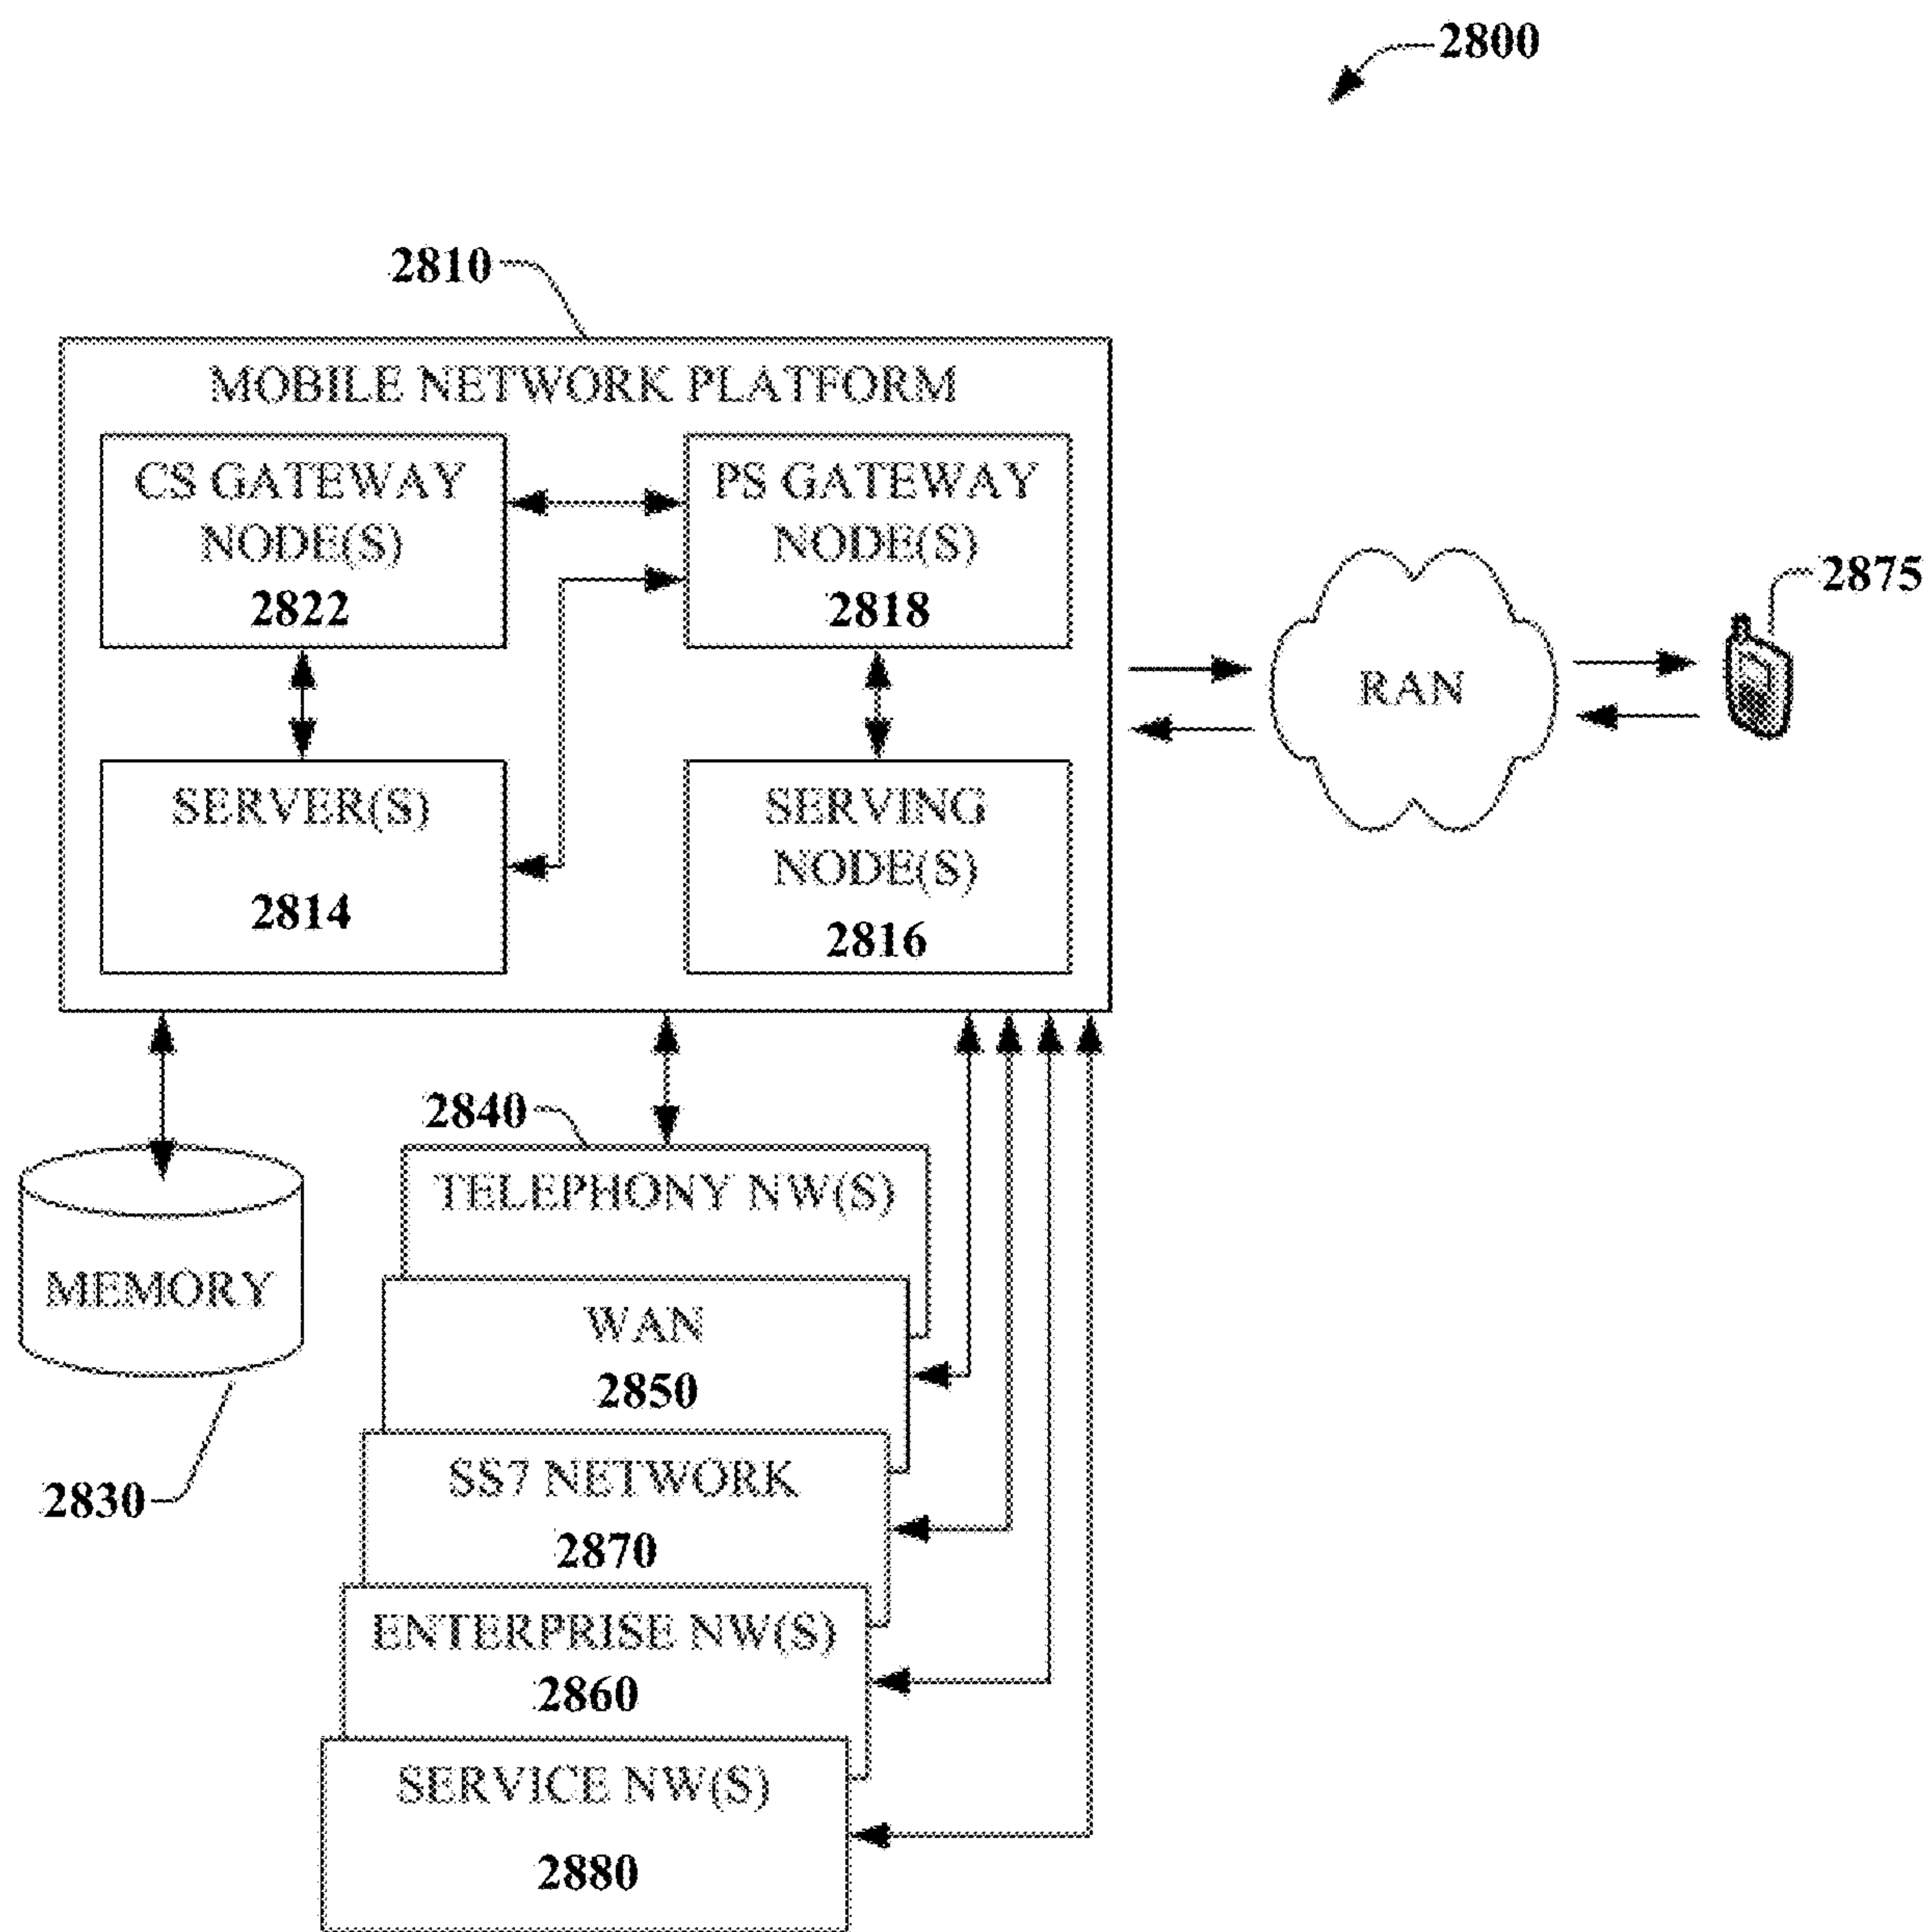 2800
2810
MOBILE NETWORK PLATFORM
CS GATEWAY
NODE(S)
2822
PS GATEWAY
NODE(S)
2818
2875
RAN
SERVER(S)
2814
SERVING
NODE(S)
2816
2840
TELEPHONY NW(S)
MEMORY
WAN
2850
2830
SS7 NETWORK
2870
ENTERPRISE NW(S)
2860
SERVICE NW(S)
2880